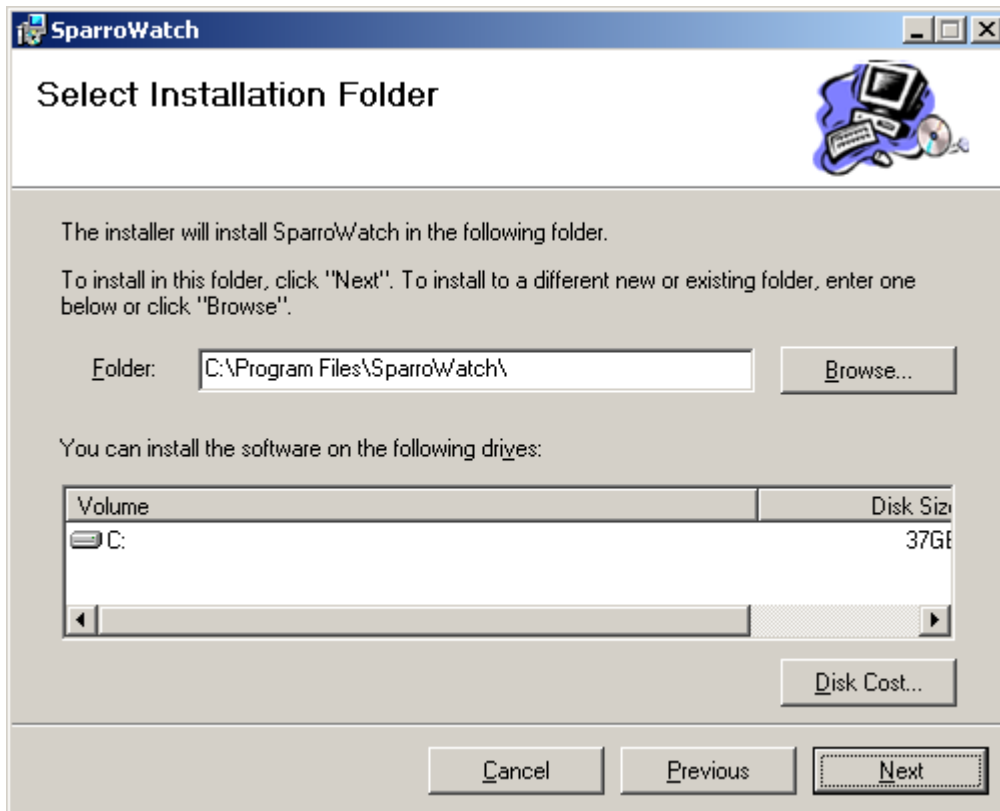 SparroWatch
Select Installation Folder
The installer will install SparroWatch in the following folder.
To install in this folder, click "Next". To install to a different new or existing folder, enter one
below or click "Browse".
Folder: C:\Program Files\SparroWatch\ Browse...
You can install the software on the following drives:
Volume Disk Size
C: 37GB
Disk Cost...
Cancel Previous Next